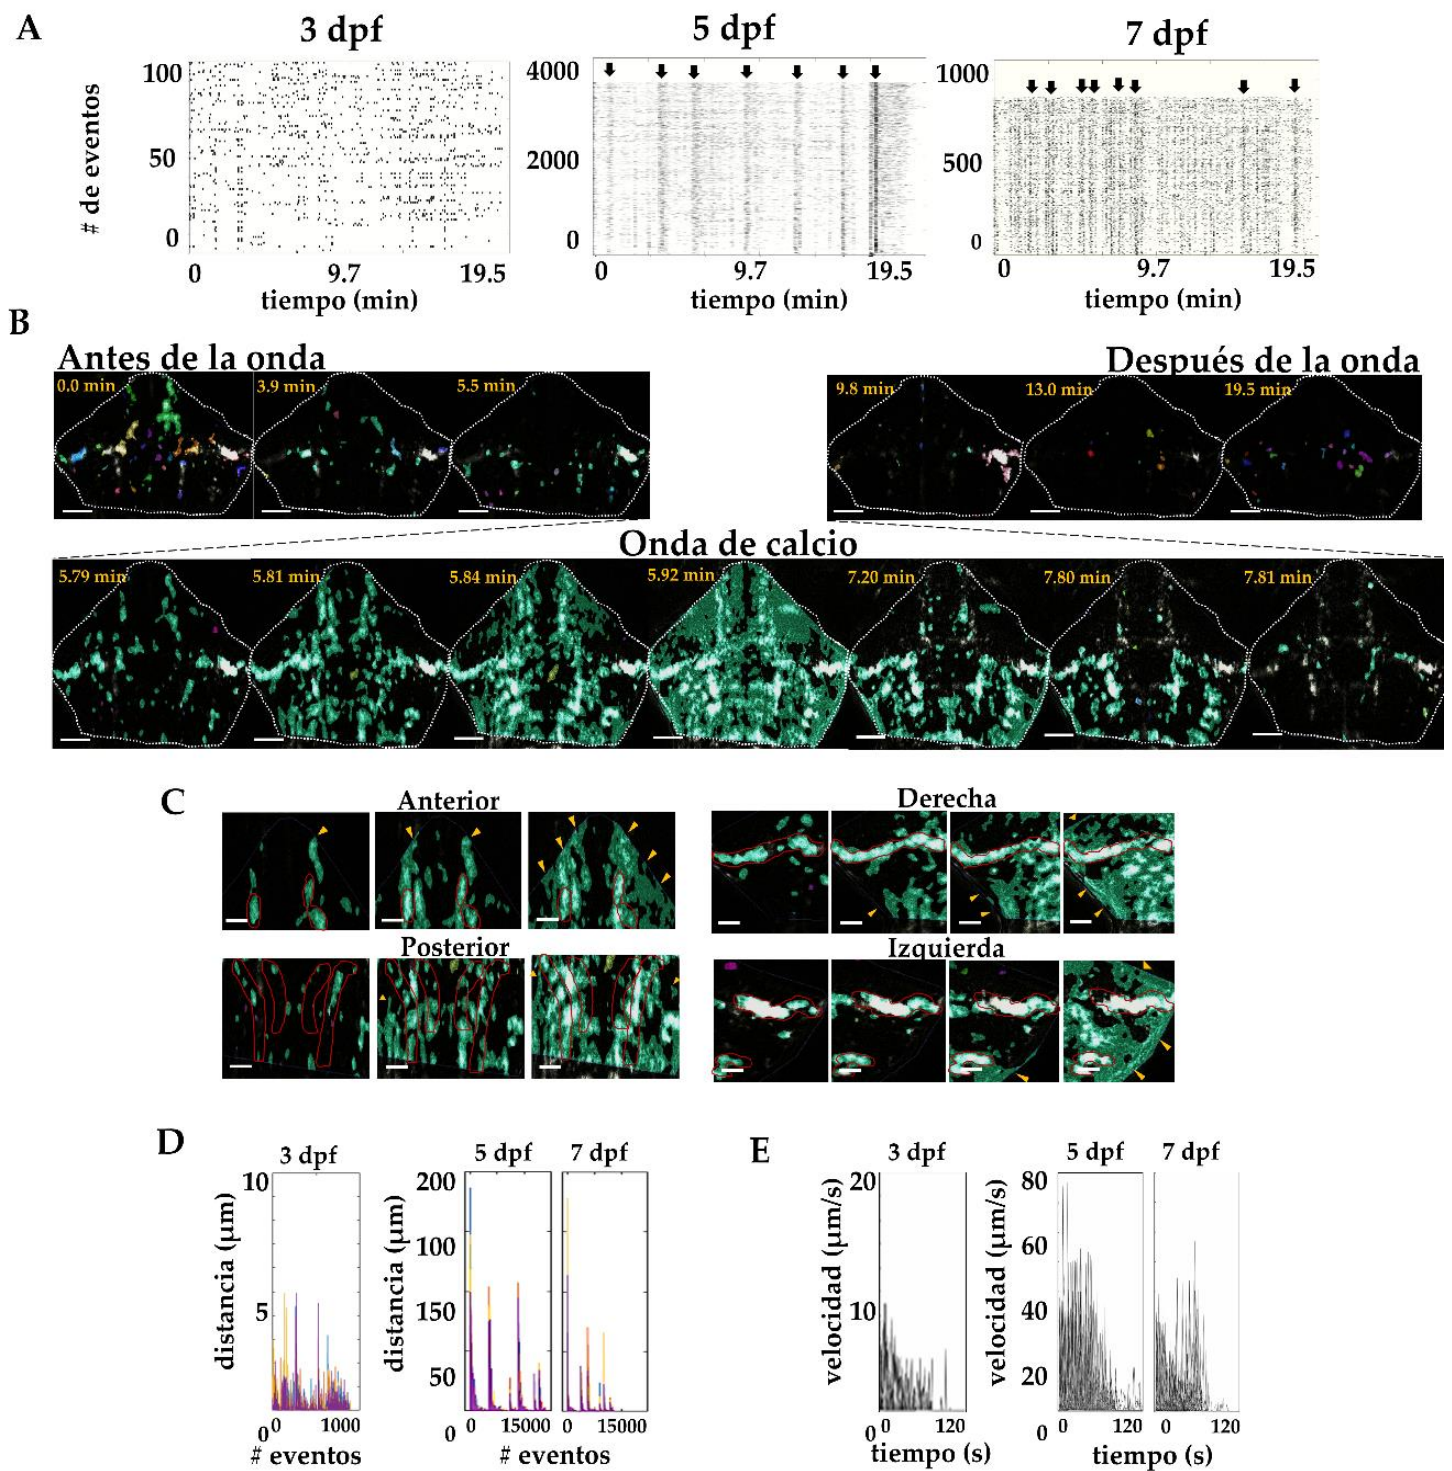 A
3 dpf
5 dpf
7 dpf
# de eventos
100
50
0
0 9.7 19.5
tiempo (min)
4000
2000
0
0 9.7 19.5
tiempo (min)
1000
500
0
0 9.7 19.5
tiempo (min)
B
Antes de la onda
Después de la onda
0.0 min
3.9 min
5.5 min
9.8 min
13.0 min
19.5 min
Onda de calcio
5.79 min
5.81 min
5.84 min
5.92 min
7.20 min
7.80 min
7.81 min
C
Anterior
Derecha
Posterior
Izquierda
D
3 dpf
5 dpf
7 dpf
distancia (µm)
10
5
0
0 1000
# eventos
distancia (µm)
200
100
150
50
0
0 15000
0 15000
# eventos
E
3 dpf
5 dpf
7 dpf
velocidad (µm/s)
20
10
0
0 120
tiempo (s)
velocidad (µm/s)
80
60
40
20
0
0 120
0 120
tiempo (s)